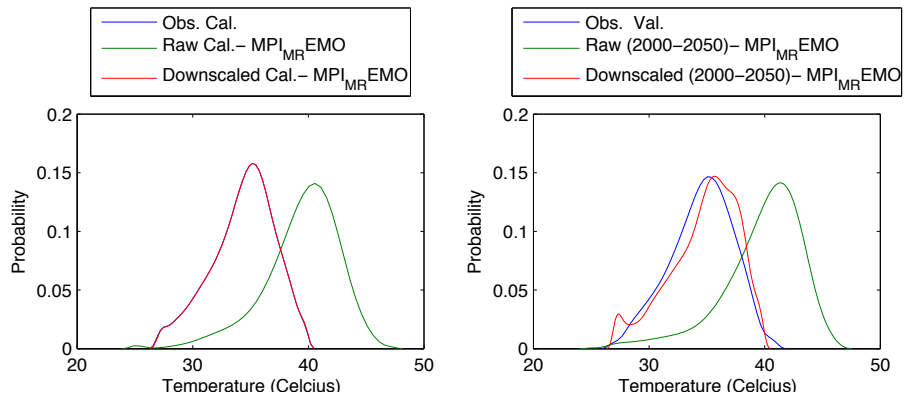 Obs. Cal.
Raw Cal.– MPI_MREMO
Downscaled Cal.– MPI_MREMO
0.2
0.15
0.1
0.05
0
Probability
20 30 40 50
Temperature (Celcius)
Obs. Val.
Raw (2000–2050)– MPI_MREMO
Downscaled (2000–2050)– MPI_MREMO
0.2
0.15
0.1
0.05
0
Probability
20 30 40 50
Temperature (Celcius)